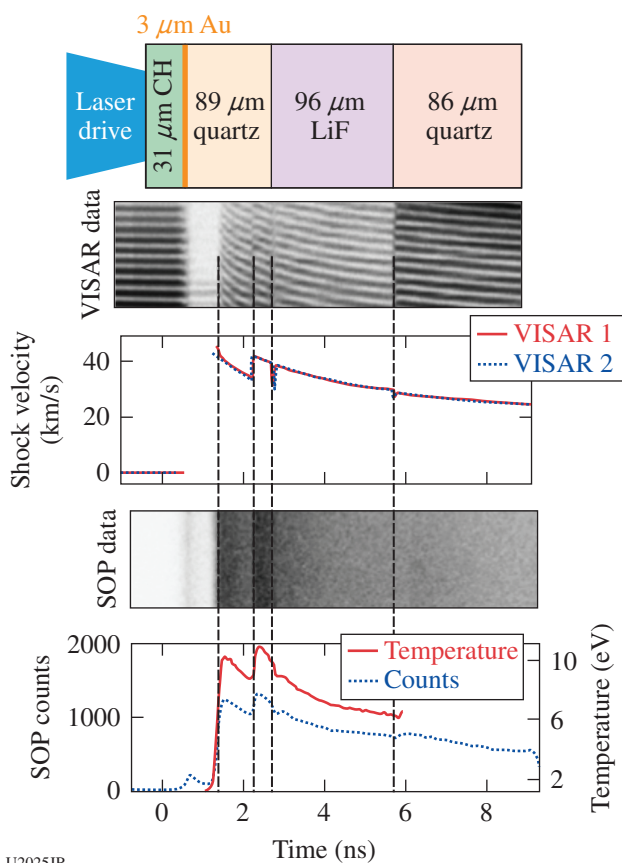 3 μm Au
Laser
drive
31 μm CH
89 μm
quartz
96 μm
LiF
86 μm
quartz
VISAR data
VISAR 1
VISAR 2
Shock velocity
(km/s)
40
20
0
SOP data
Temperature
Counts
SOP counts
2000
1000
0
Temperature (eV)
10
6
2
0
2
4
6
8
Time (ns)
U2025JR